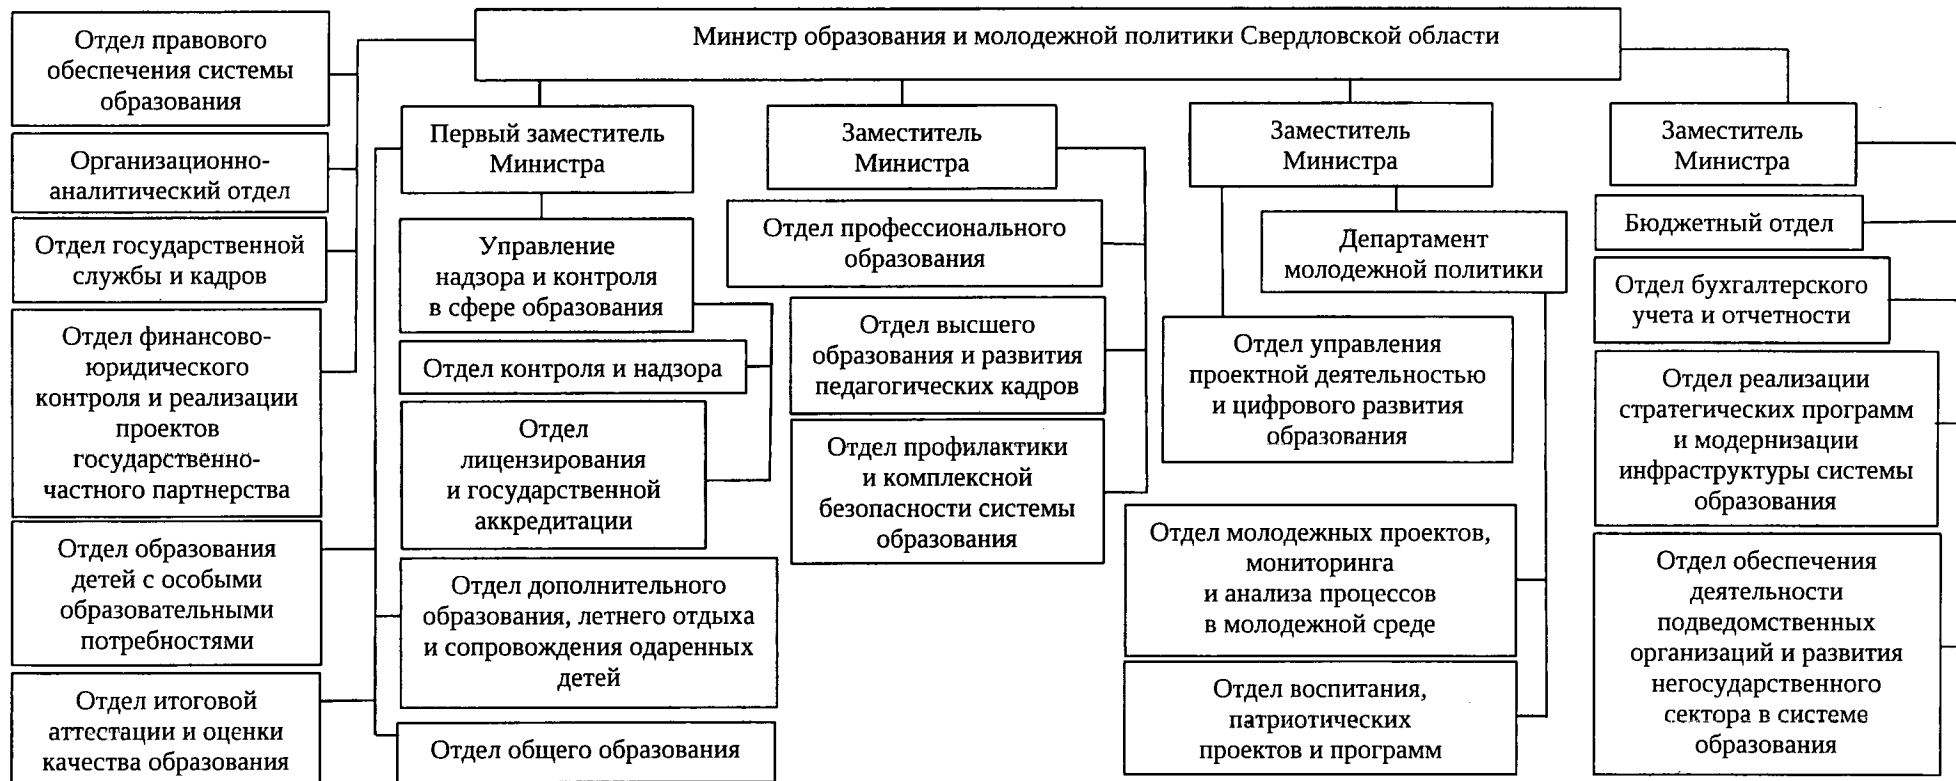 Министр образования и молодежной политики Свердловской области
Отдел правового
обеспечения системы
образования
Организационно-
аналитический отдел
Отдел государственной
службы и кадров
Отдел финансово-
юридического
контроля и реализации
проектов
государственно-
частного партнерства
Отдел образования
детей с особыми
образовательными
потребностями
Отдел итоговой
аттестации и оценки
качества образования
Первый заместитель
Министра
Управление
надзора и контроля
в сфере образования
Отдел контроля и надзора
Отдел
лицензирования
и государственной
аккредитации
Отдел дополнительного
образования, летнего отдыха
и сопровождения одаренных
детей
Отдел общего образования
Заместитель
Министра
Отдел профессионального
образования
Отдел высшего
образования и развития
педагогических кадров
Отдел профилактики
и комплексной
безопасности системы
образования
Заместитель
Министра
Департамент
молодежной политики
Отдел управления
проектной деятельностью
и цифрового развития
образования
Отдел молодежных проектов,
мониторинга
и анализа процессов
в молодежной среде
Отдел воспитания,
патриотических
проектов и программ
Заместитель
Министра
Бюджетный отдел
Отдел бухгалтерского
учета и отчетности
Отдел реализации
стратегических программ
и модернизации
инфраструктуры системы
образования
Отдел обеспечения
деятельности
подведомственных
организаций и развития
негосударственного
сектора в системе
образования